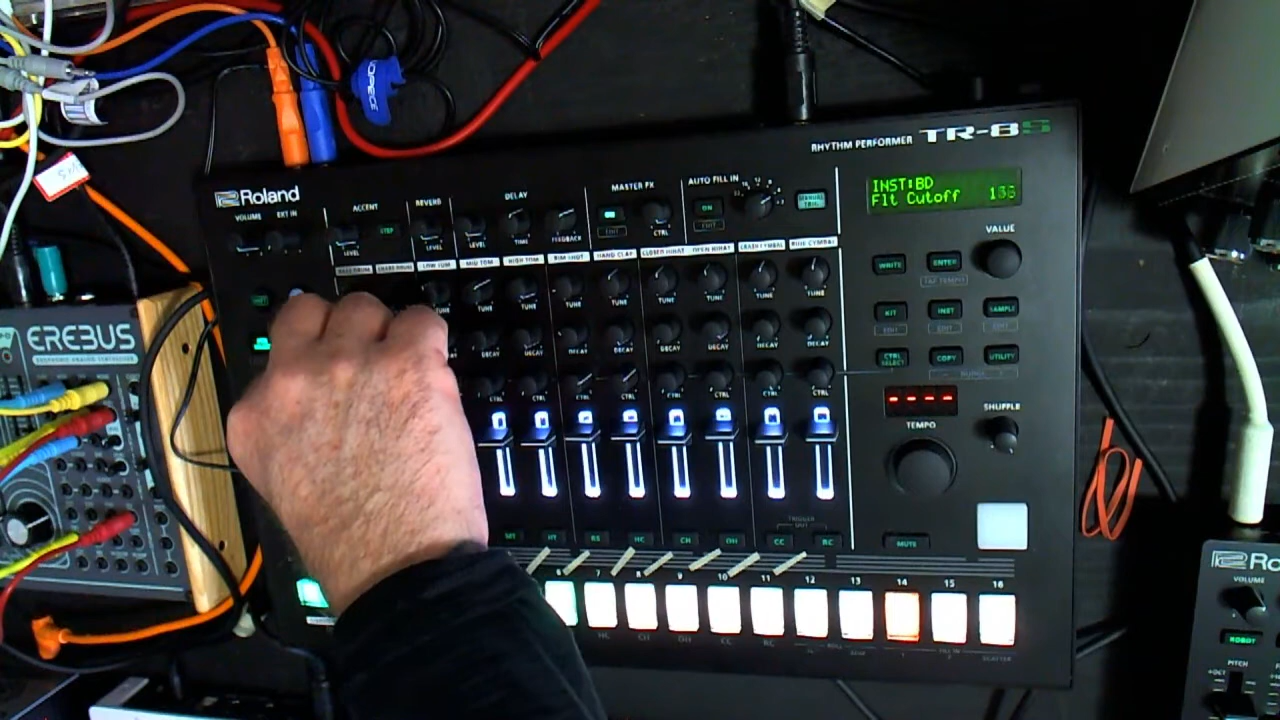 RHYTHM PERFORMER TR-8S
Roland
VOLUME
EXT IN
ACCENT
LEVEL
STEP
REVERB
LEVEL
DELAY
LEVEL
TIME
FEEDBACK
MASTER FX
CTRL
AUTO FILL IN
ON
MANUAL TRIG
INST:BD
Flt Cutoff
VALUE
WRITE
ENTER
KIT
INST
SAMPLE
CTRL SELECT
COPY
UTILITY
TEMPO
SHUFFLE
MUTE
BASS DRUM
SNARE DRUM
LOW TOM
MID TOM
HIGH TOM
RIM SHOT
HAND CLAP
CLOSED HIHAT
OPEN HIHAT
CRASH CYMBAL
RIDE CYMBAL
TUNE TUNE TUNE TUNE TUNE TUNE TUNE TUNE TUNE
DECAY DECAY DECAY DECAY DECAY DECAY DECAY DECAY
CTRL CTRL CTRL CTRL CTRL CTRL CTRL CTRL
TRIGGER OUT
HT RS HC CH OH CC RC
6 7 8 9 10 11 12 13 14 15 16
HC CH OH CC RC
SCATTER
EREBUS
VOLUME
ROBOT
PITCH